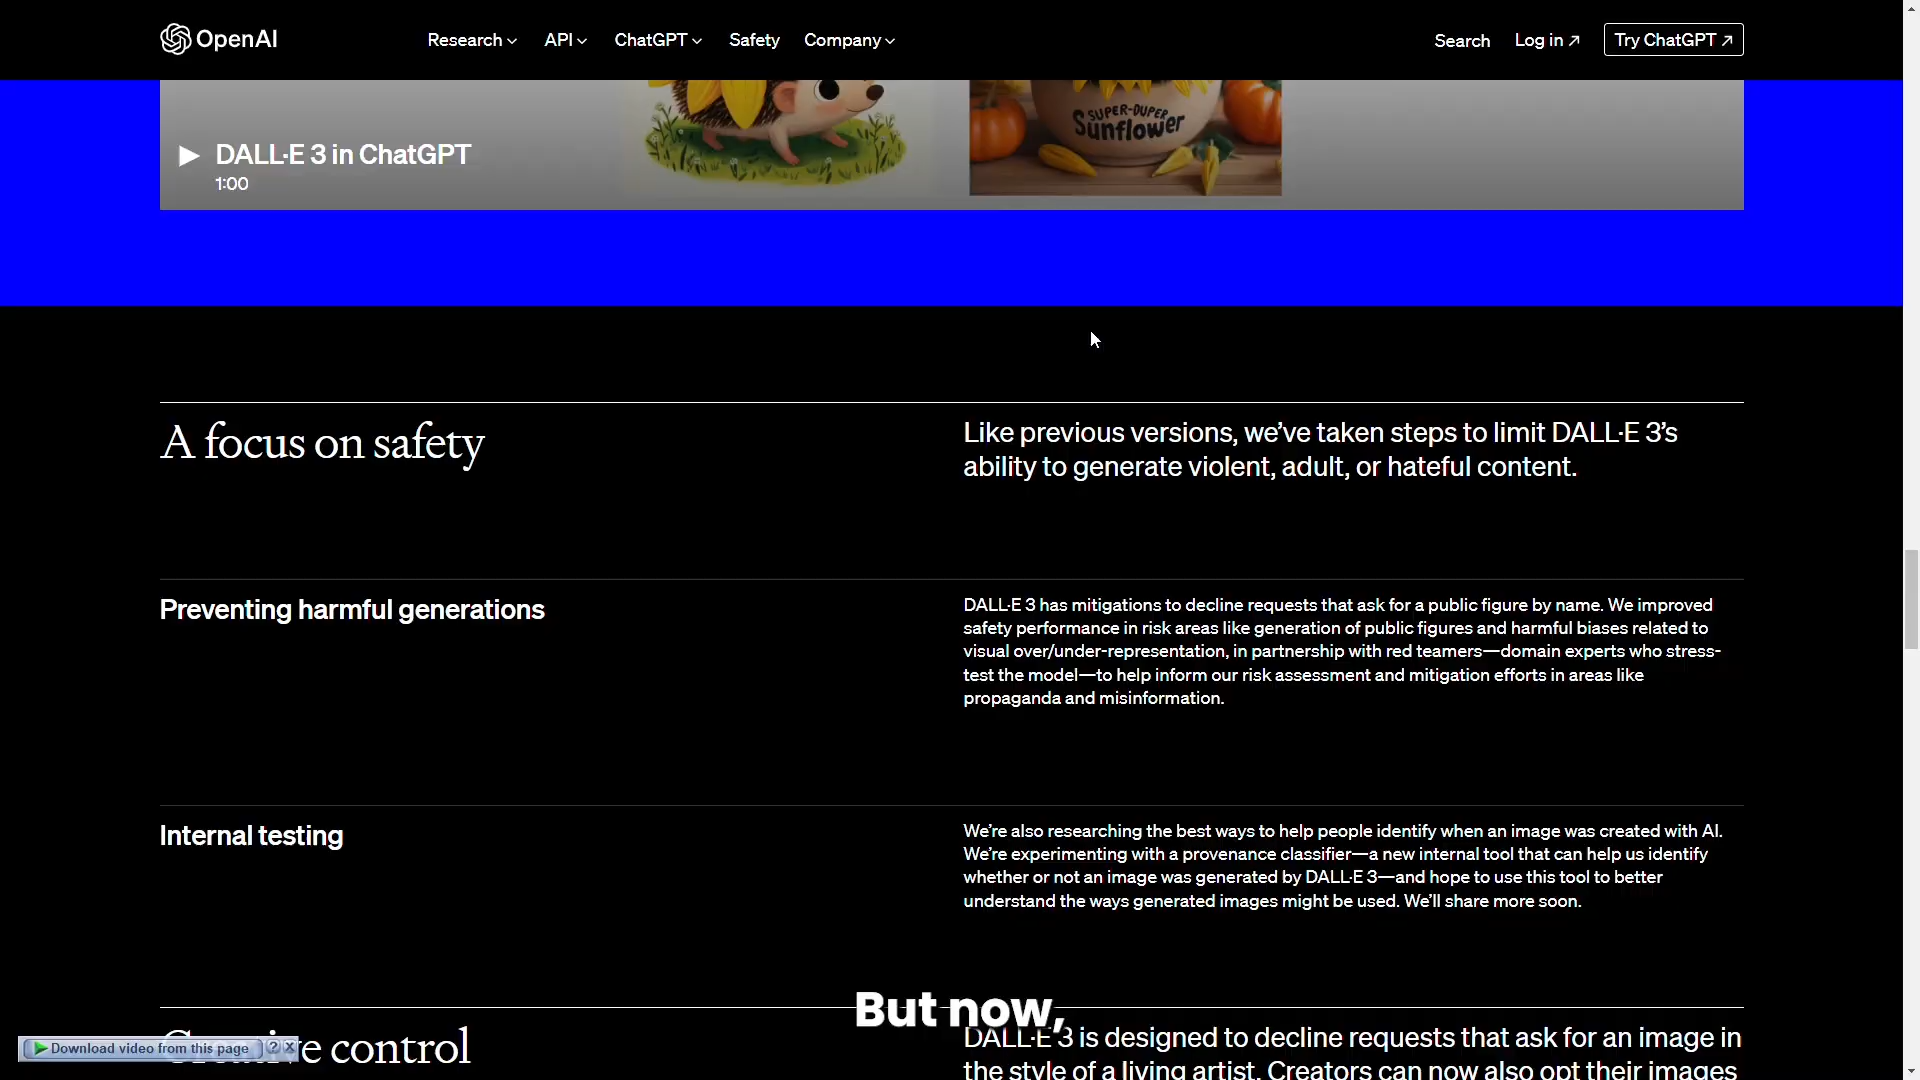 OpenAI
Research
API
ChatGPT
Safety
Company
Search
Log in ↗
Try ChatGPT ↗
SUPER-DUPER
Sunflower
DALL·E 3 in ChatGPT
1:00
A focus on safety
Like previous versions, we’ve taken steps to limit DALL·E 3’s
ability to generate violent, adult, or hateful content.
Preventing harmful generations
DALL·E 3 has mitigations to decline requests that ask for a public figure by name. We improved
safety performance in risk areas like generation of public figures and harmful biases related to
visual over/under-representation, in partnership with red teamers—domain experts who stress-
test the model—to help inform our risk assessment and mitigation efforts in areas like
propaganda and misinformation.
Internal testing
We’re also researching the best ways to help people identify when an image was created with AI.
We’re experimenting with a provenance classifier—a new internal tool that can help us identify
whether or not an image was generated by DALL·E 3—and hope to use this tool to better
understand the ways generated images might be used. We’ll share more soon.
But now,
Creative control
DALL·E 3 is designed to decline requests that ask for an image in
the style of a living artist. Creators can now also opt their images
Download video from this page
?